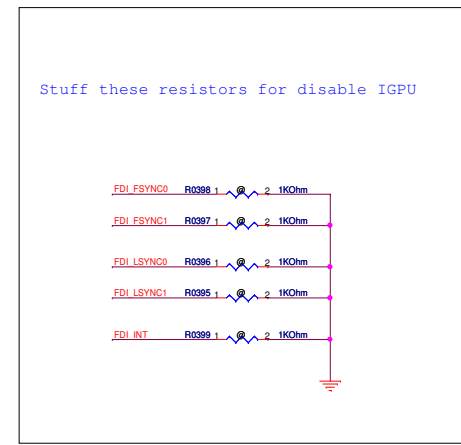 Stuff these resistors for disable IGPU
FDI_FSYNC0 R0398 1 @ 2 1KOhm
FDI_FSYNC1 R0397 1 @ 2 1KOhm
FDI_LSYNC0 R0396 1 @ 2 1KOhm
FDI_LSYNC1 R0395 1 @ 2 1KOhm
FDI_INT R0399 1 @ 2 1KOhm